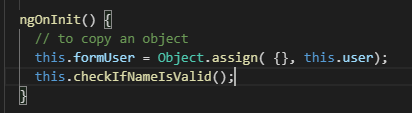 ngOnInit() {
// to copy an object
this.formUser = Object.assign( {}, this.user);
this.checkIfNameIsValid();
}